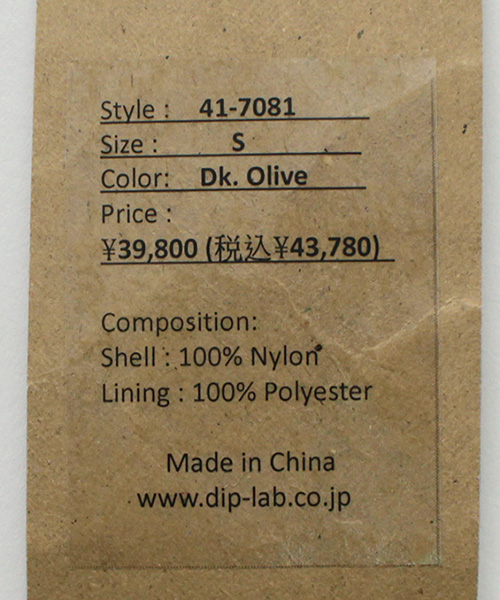 Style : 41-7081
Size : S
Color: Dk. Olive
Price :
¥39,800 (税込¥43,780)
Composition:
Shell : 100% Nylon
Lining : 100% Polyester
Made in China
www.dip-lab.co.jp